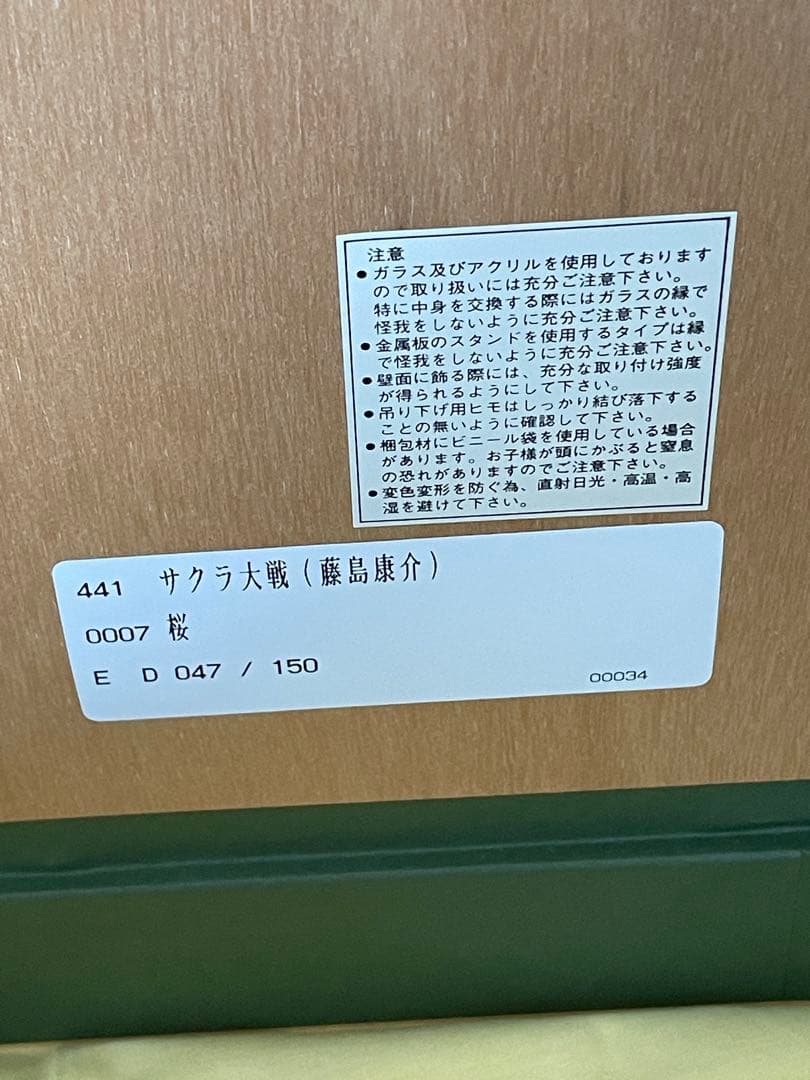 注意
●ガラス及びアクリルを使用しております
ので取り扱いには充分ご注意下さい。
特に中身を交換する際にはガラスの縁で
怪我をしないように充分ご注意下さい。
●金属板のスタンドを使用するタイプは縁
で怪我をしないように充分ご注意下さい。
●壁面に飾る際には、充分な取り付け強度
が得られるようにして下さい。
●吊り下げ用ヒモはしっかり結び落下する
ことの無いように確認して下さい。
●梱包材にビニール袋を使用している場合
があります。お子様が頭にかぶると窒息
の恐れがありますのでご注意下さい。
●変色変形を防ぐ為、直射日光・高温・高
湿を避けて下さい。
441 サクラ大戦(藤島康介)
0007 桜
E D 047 / 150
00034